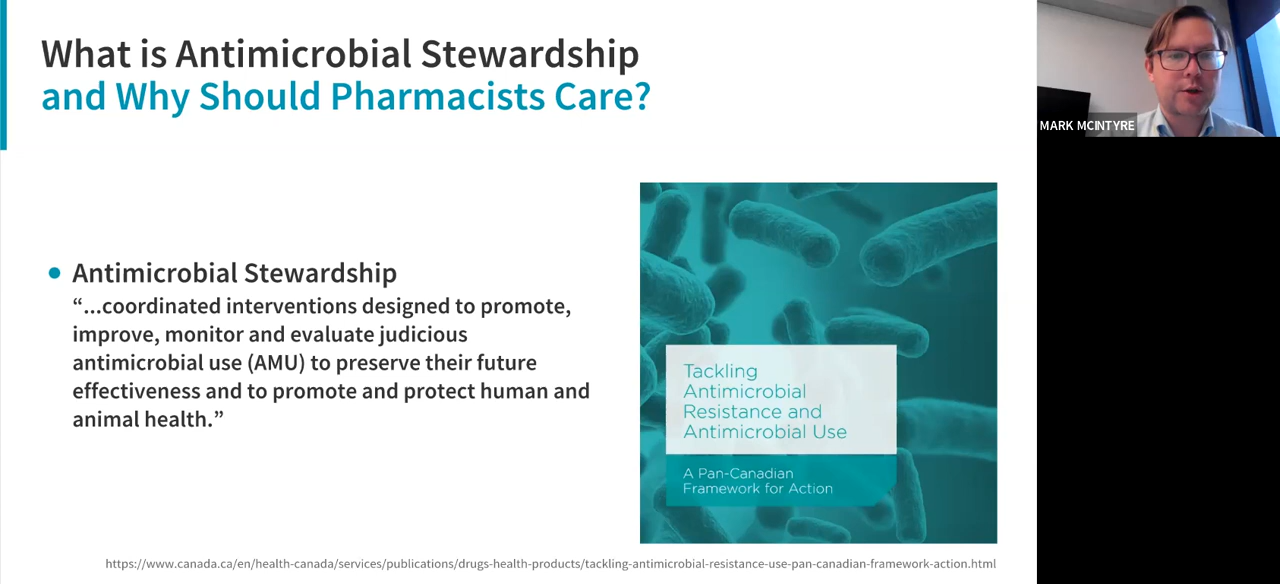 What is Antimicrobial Stewardship
and Why Should Pharmacists Care?
MARK MCINTYRE
Antimicrobial Stewardship
“...coordinated interventions designed to promote,
improve, monitor and evaluate judicious
antimicrobial use (AMU) to preserve their future
effectiveness and to promote and protect human and
animal health.”
Tackling
Antimicrobial
Resistance and
Antimicrobial Use
A Pan-Canadian
Framework for Action
https://www.canada.ca/en/health-canada/services/publications/drugs-health-products/tackling-antimicrobial-resistance-use-pan-canadian-framework-action.html